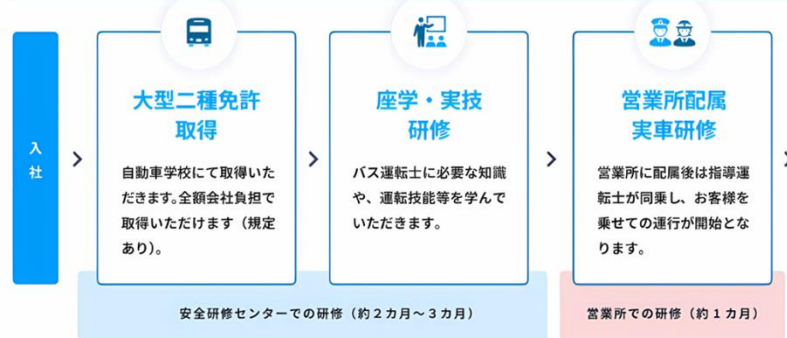 入
社
大型二種免許
取得
自動車学校にて取得いた
だきます。全額会社負担で
取得いただけます（規定
あり）。
座学・実技
研修
バス運転士に必要な知識
や、運転技能等を学んで
いただきます。
営業所配属
実車研修
営業所に配属後は指導運
転士が同乗し、お客様を
乗せての運行が開始とな
ります。
安全研修センターでの研修（約２カ月～３カ月）
営業所での研修（約１カ月）